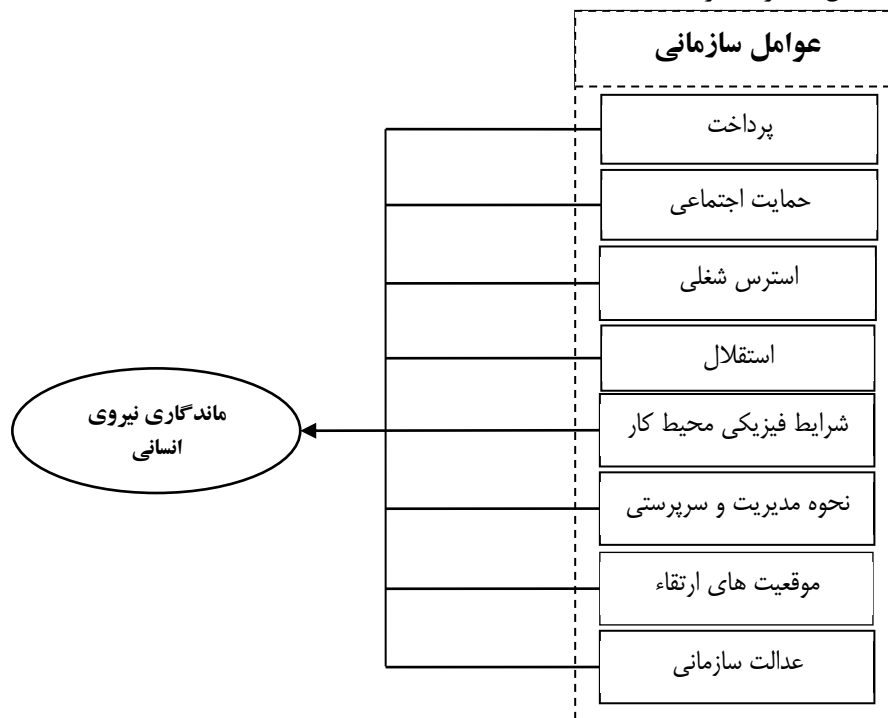 عوامل سازمانی
پرداخت
حمایت اجتماعی
استرس شغلی
استقلال
شرایط فیزیکی محیط کار
نحوه مدیریت و سرپرستی
موقعیت های ارتقاء
عدالت سازمانی
ماندگاری نیروی
انسانی